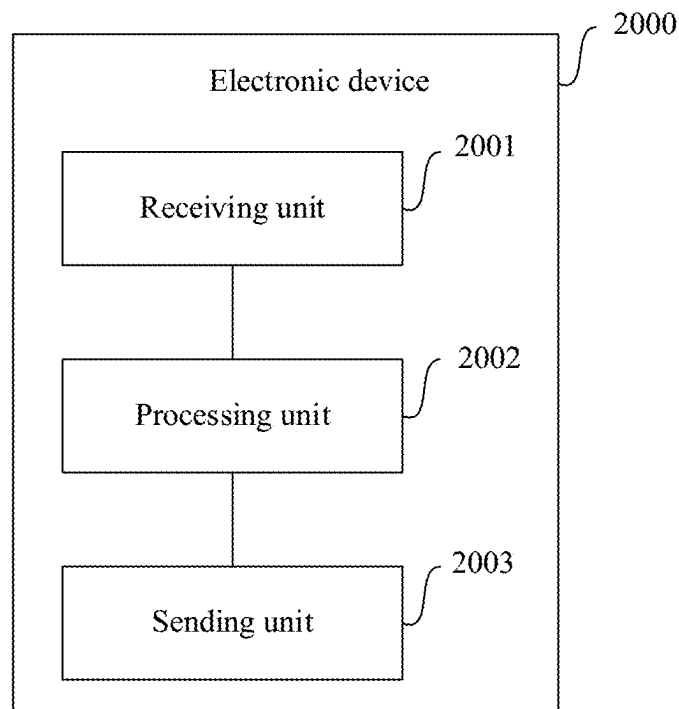 2000
Electronic device
2001
Receiving unit
2002
Processing unit
2003
Sending unit